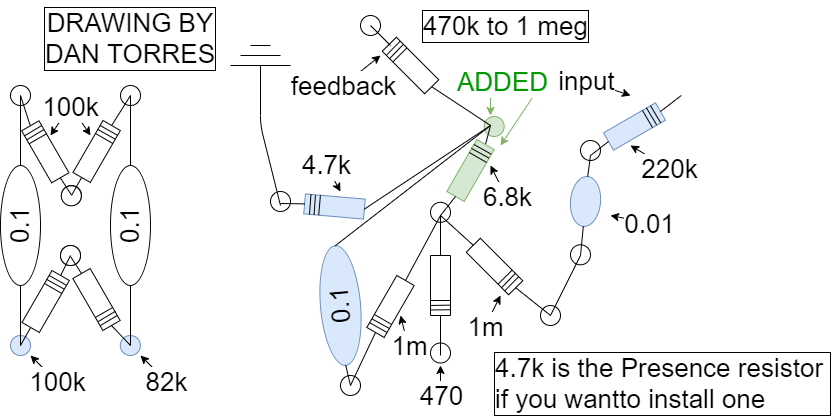 DRAWING BY
DAN TORRES
470k to 1 meg
feedback
ADDED
input
100k
220k
4.7k
6.8k
0.01
0.1
0.1
0.1
1m
1m
470
100k
82k
4.7k is the Presence resistor
if you wantto install one